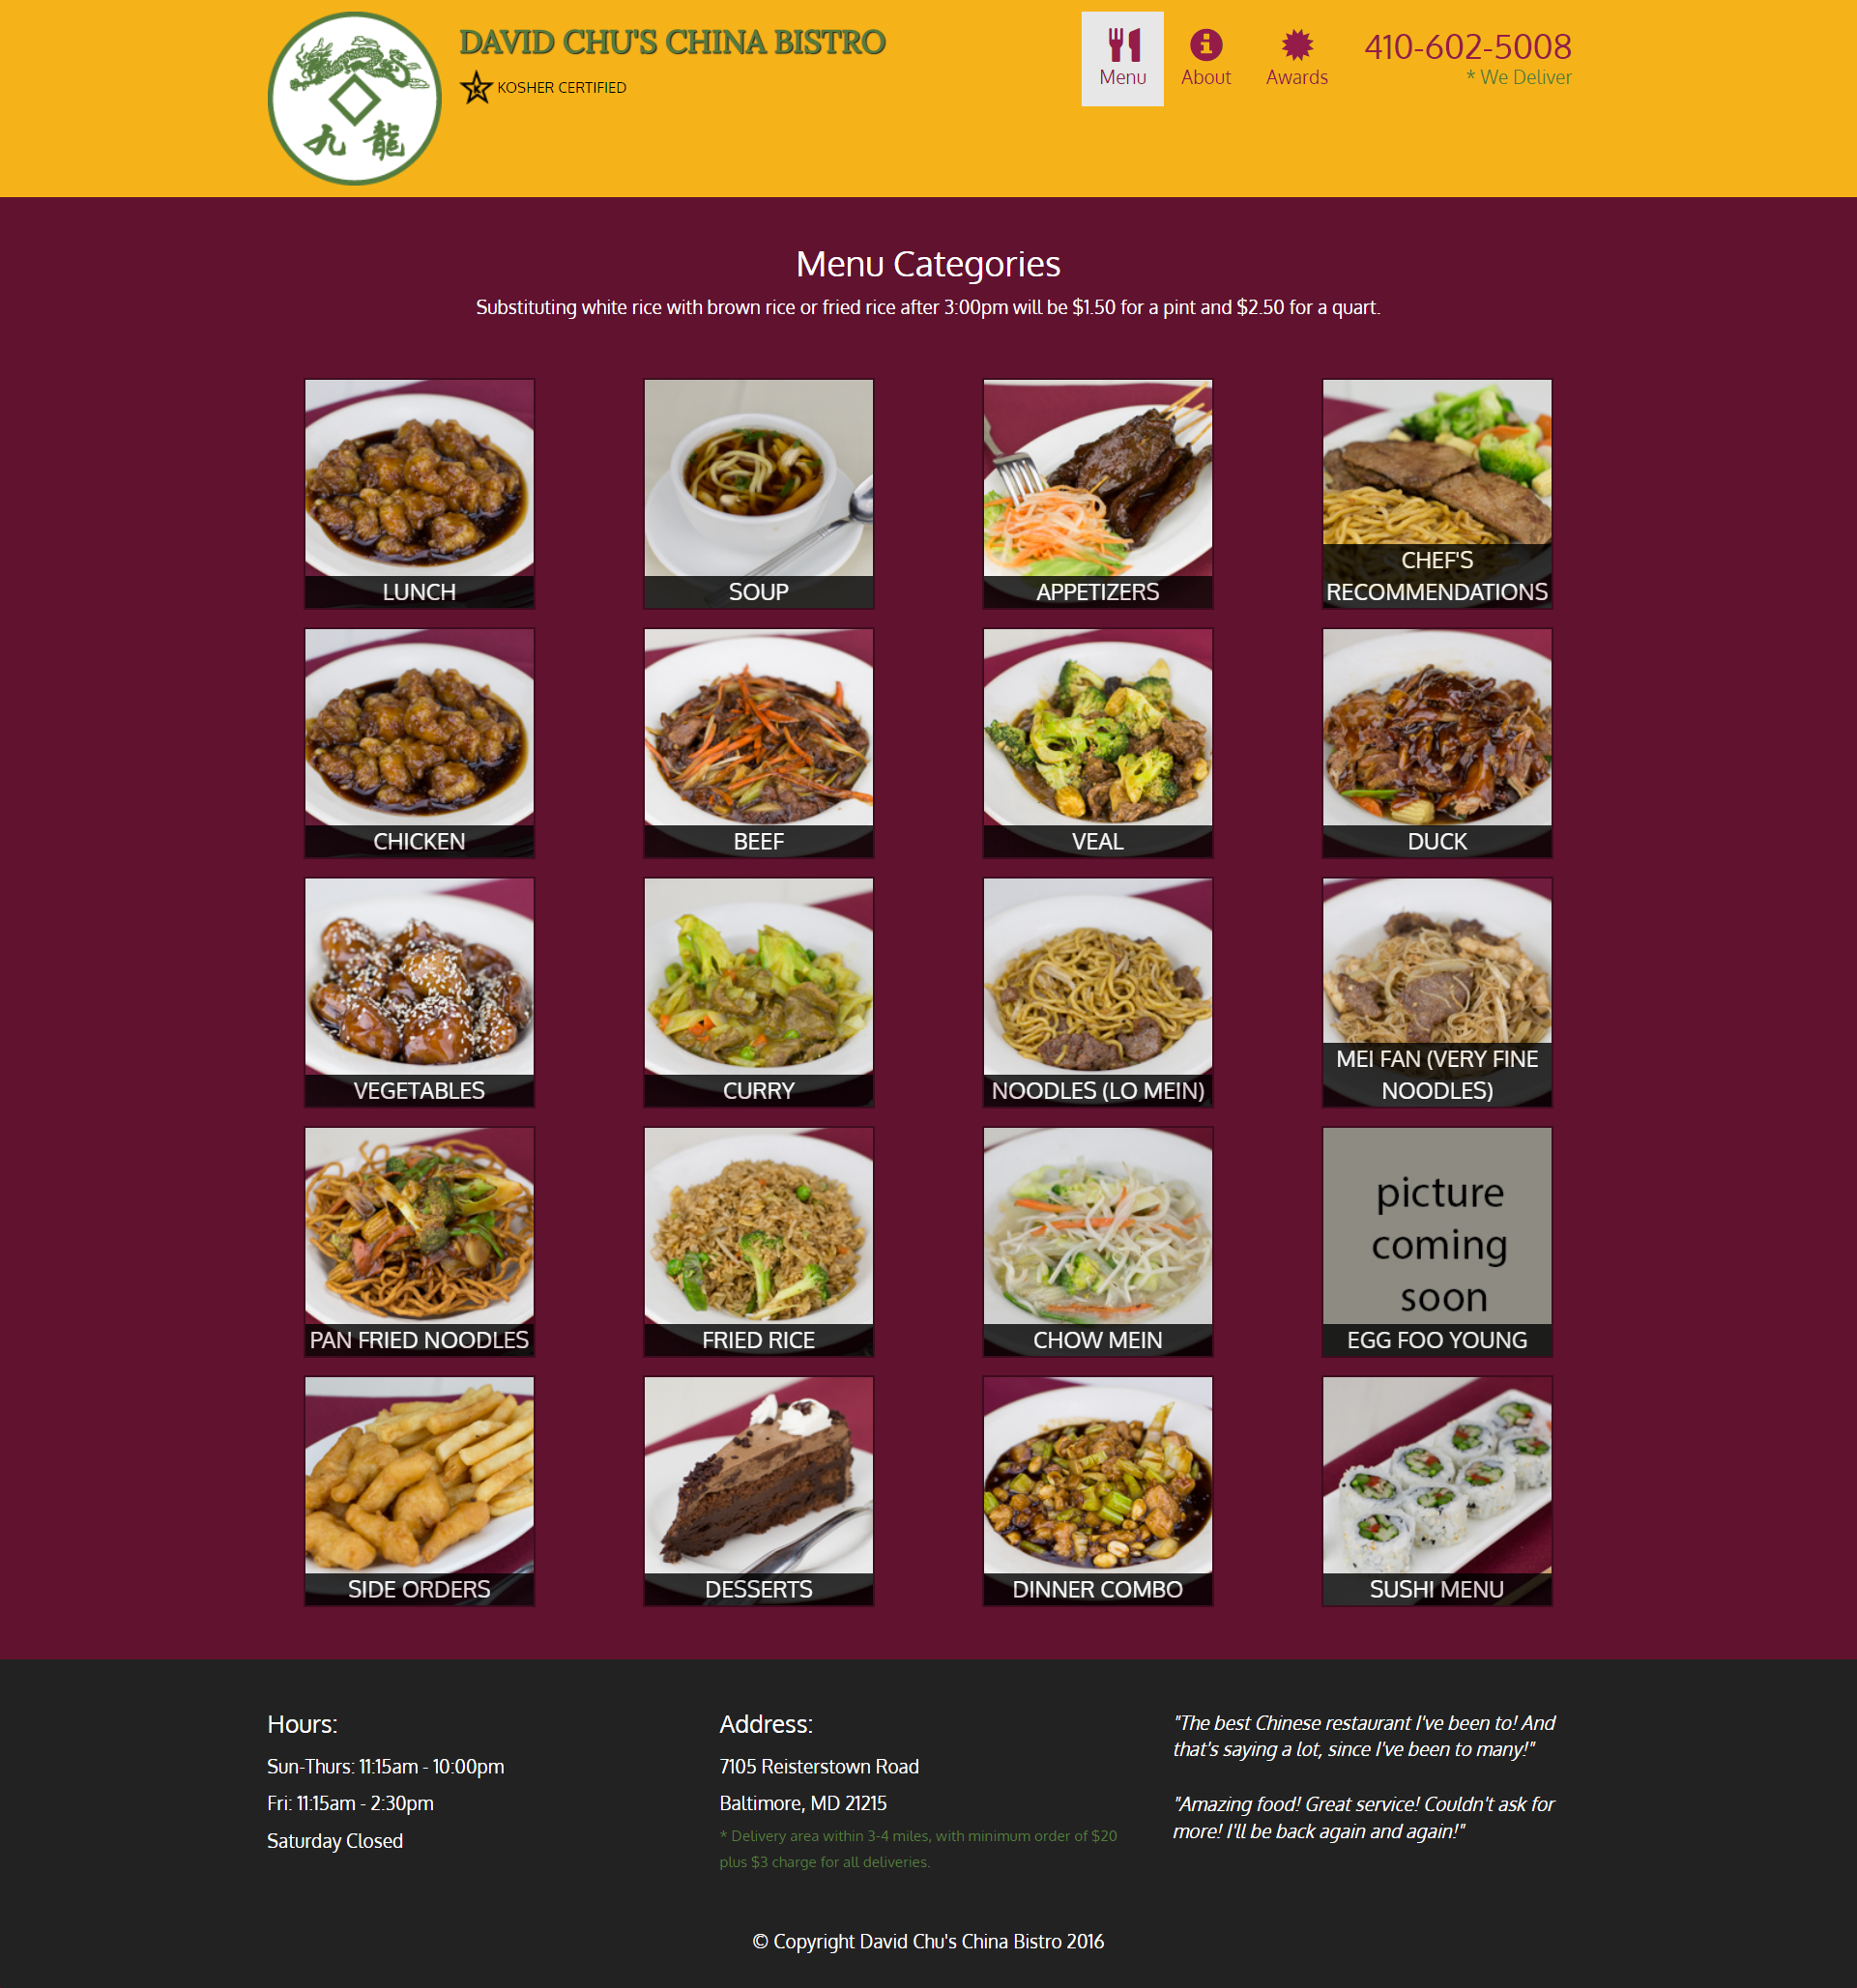 DAVID CHU'S CHINA BISTRO
K KOSHER CERTIFIED
九 龍
Menu
About
Awards
410-602-5008
* We Deliver
Menu Categories
Substituting white rice with brown rice or fried rice after 3:00pm will be $1.50 for a pint and $2.50 for a quart.
LUNCH
SOUP
APPETIZERS
CHEF'S
RECOMMENDATIONS
CHICKEN
BEEF
VEAL
DUCK
VEGETABLES
CURRY
NOODLES (LO MEIN)
MEI FAN (VERY FINE
NOODLES)
PAN FRIED NOODLES
FRIED RICE
CHOW MEIN
picture
coming
soon
EGG FOO YOUNG
SIDE ORDERS
DESSERTS
DINNER COMBO
SUSHI MENU
Hours:
Sun-Thurs: 11:15am - 10:00pm
Fri: 11:15am - 2:30pm
Saturday Closed
Address:
7105 Reisterstown Road
Baltimore, MD 21215
* Delivery area within 3-4 miles, with minimum order of $20
plus $3 charge for all deliveries.
"The best Chinese restaurant I've been to! And
that's saying a lot, since I've been to many!"
"Amazing food! Great service! Couldn't ask for
more! I'll be back again and again!"
© Copyright David Chu's China Bistro 2016